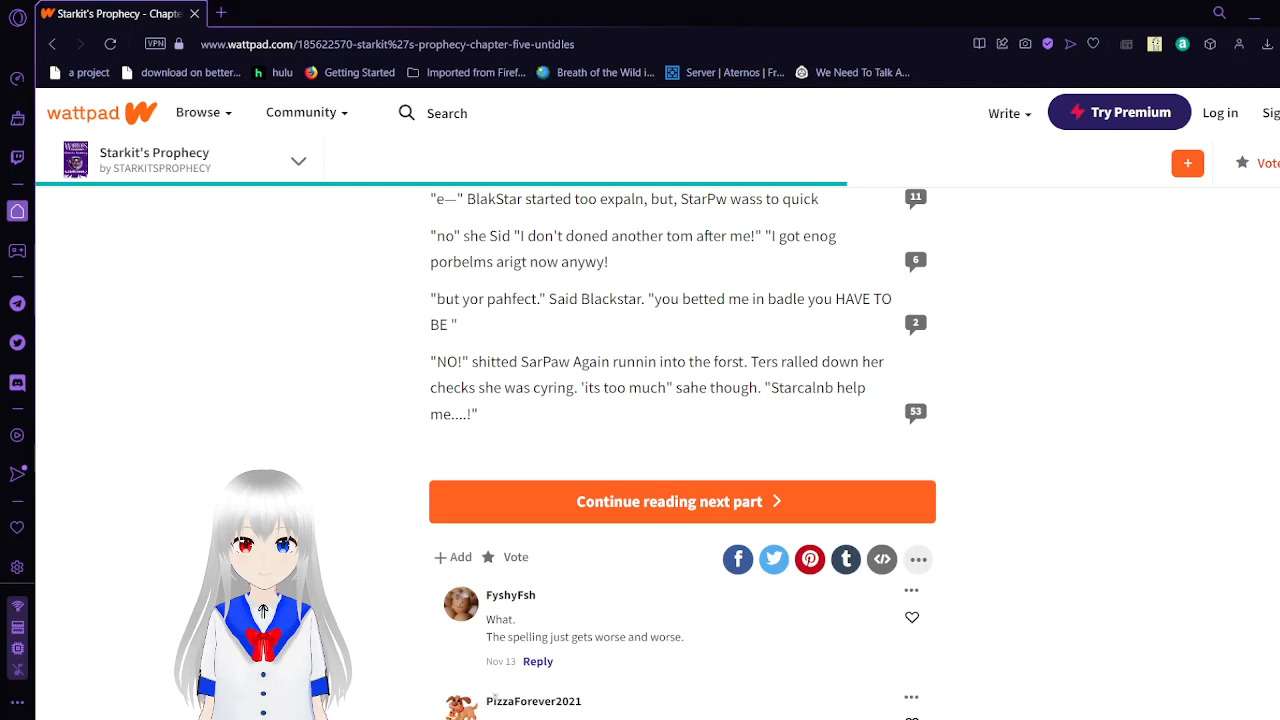 Starkit's Prophecy - Chapte
VPN
www.wattpad.com/185622570-starkit%27s-prophecy-chapter-five-untidles
a project
download on better...
hulu
Getting Started
Imported from Firef...
Breath of the Wild i...
Server | Aternos | Fr...
We Need To Talk A...
wattpad
Browse
Community
Search
Write
Try Premium
Log in
Sig
Starkit's Prophecy
by STARKITSPROPHECY
+
Vote
"e—" BlakStar started too expaln, but, StarPw wass to quick
11
"no" she Sid "I don't doned another tom after me!" "I got enog
porbelms arigt now anywy!
6
"but yor pahfect." Said Blackstar. "you betted me in badle you HAVE TO
BE "
2
"NO!" shitted SarPaw Again runnin into the forst. Ters ralled down her
checks she was cyring. 'its too much" sahe though. "Starcalnb help
me....!"
53
Continue reading next part
+ Add
Vote
FyshyFsh
What.
The spelling just gets worse and worse.
Nov 13
Reply
PizzaForever2021